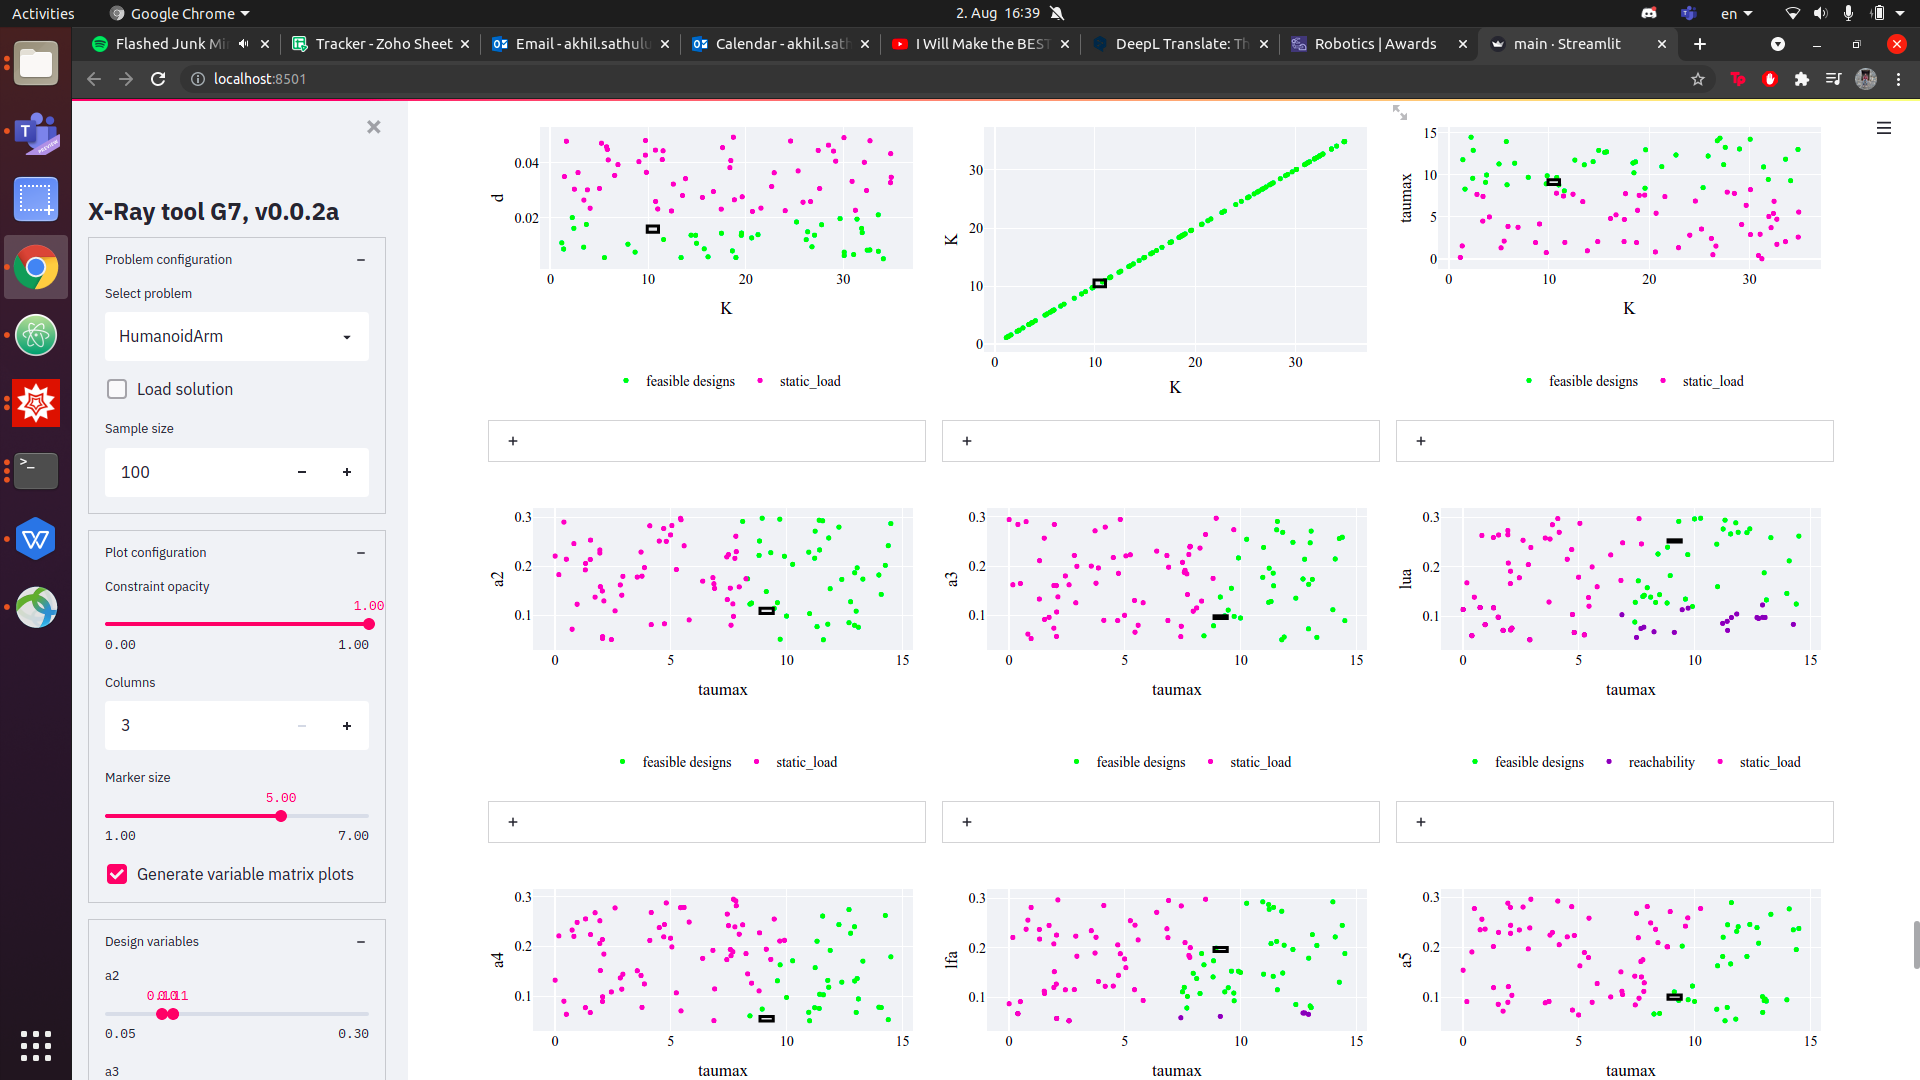 Activities
Google Chrome
2. Aug 16:39
en
Flashed Junk Mi
Tracker - Zoho Sheet
Email - akhil.sathulu
Calendar - akhil.sath
I Will Make the BEST
DeepL Translate: Th
Robotics | Awards
main · Streamlit
localhost:8501
X-Ray tool G7, v0.0.2a
Problem configuration
Select problem
HumanoidArm
Load solution
Sample size
100
Plot configuration
Constraint opacity
1.00
0.00 1.00
Columns
3
Marker size
5.00
1.00 7.00
Generate variable matrix plots
Design variables
a2
0.05 0.30
a3
d
0.04
0.02
0 10 20 30
K
feasible designs static_load
K
30
20
10
0
0 10 20 30
K
taumax
15
10
5
0
0 10 20 30
K
feasible designs static_load
+
+
+
a2
0.3
0.2
0.1
0 5 10 15
taumax
feasible designs static_load
a3
0.3
0.2
0.1
0 5 10 15
taumax
feasible designs static_load
lua
0.3
0.2
0.1
0 5 10 15
taumax
feasible designs reachability static_load
+
+
+
a4
0.3
0.2
0.1
0 5 10 15
taumax
lfa
0.3
0.2
0.1
0 5 10 15
taumax
a5
0.3
0.2
0.1
0 5 10 15
taumax